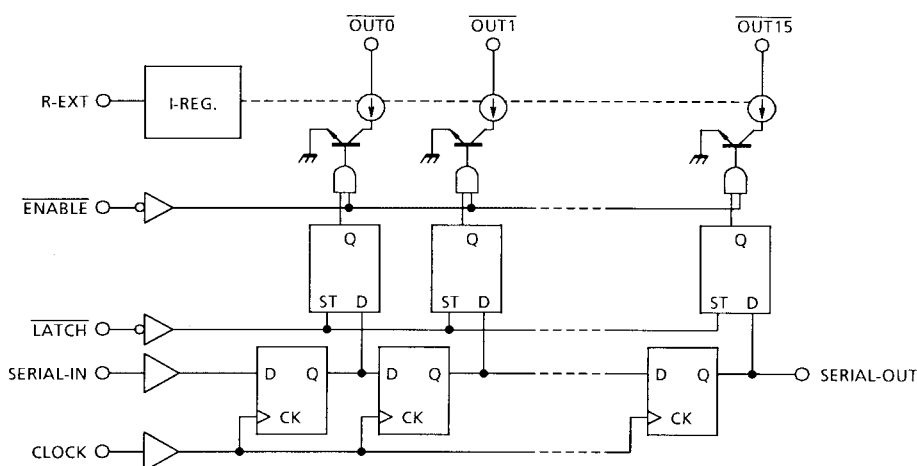 OUT0 OUT1 OUT15
R-EXT I-REG.
ENABLE
Q Q Q
ST D ST D ST D
LATCH
SERIAL-IN D Q D Q D Q SERIAL-OUT
CK CK CK
CLOCK